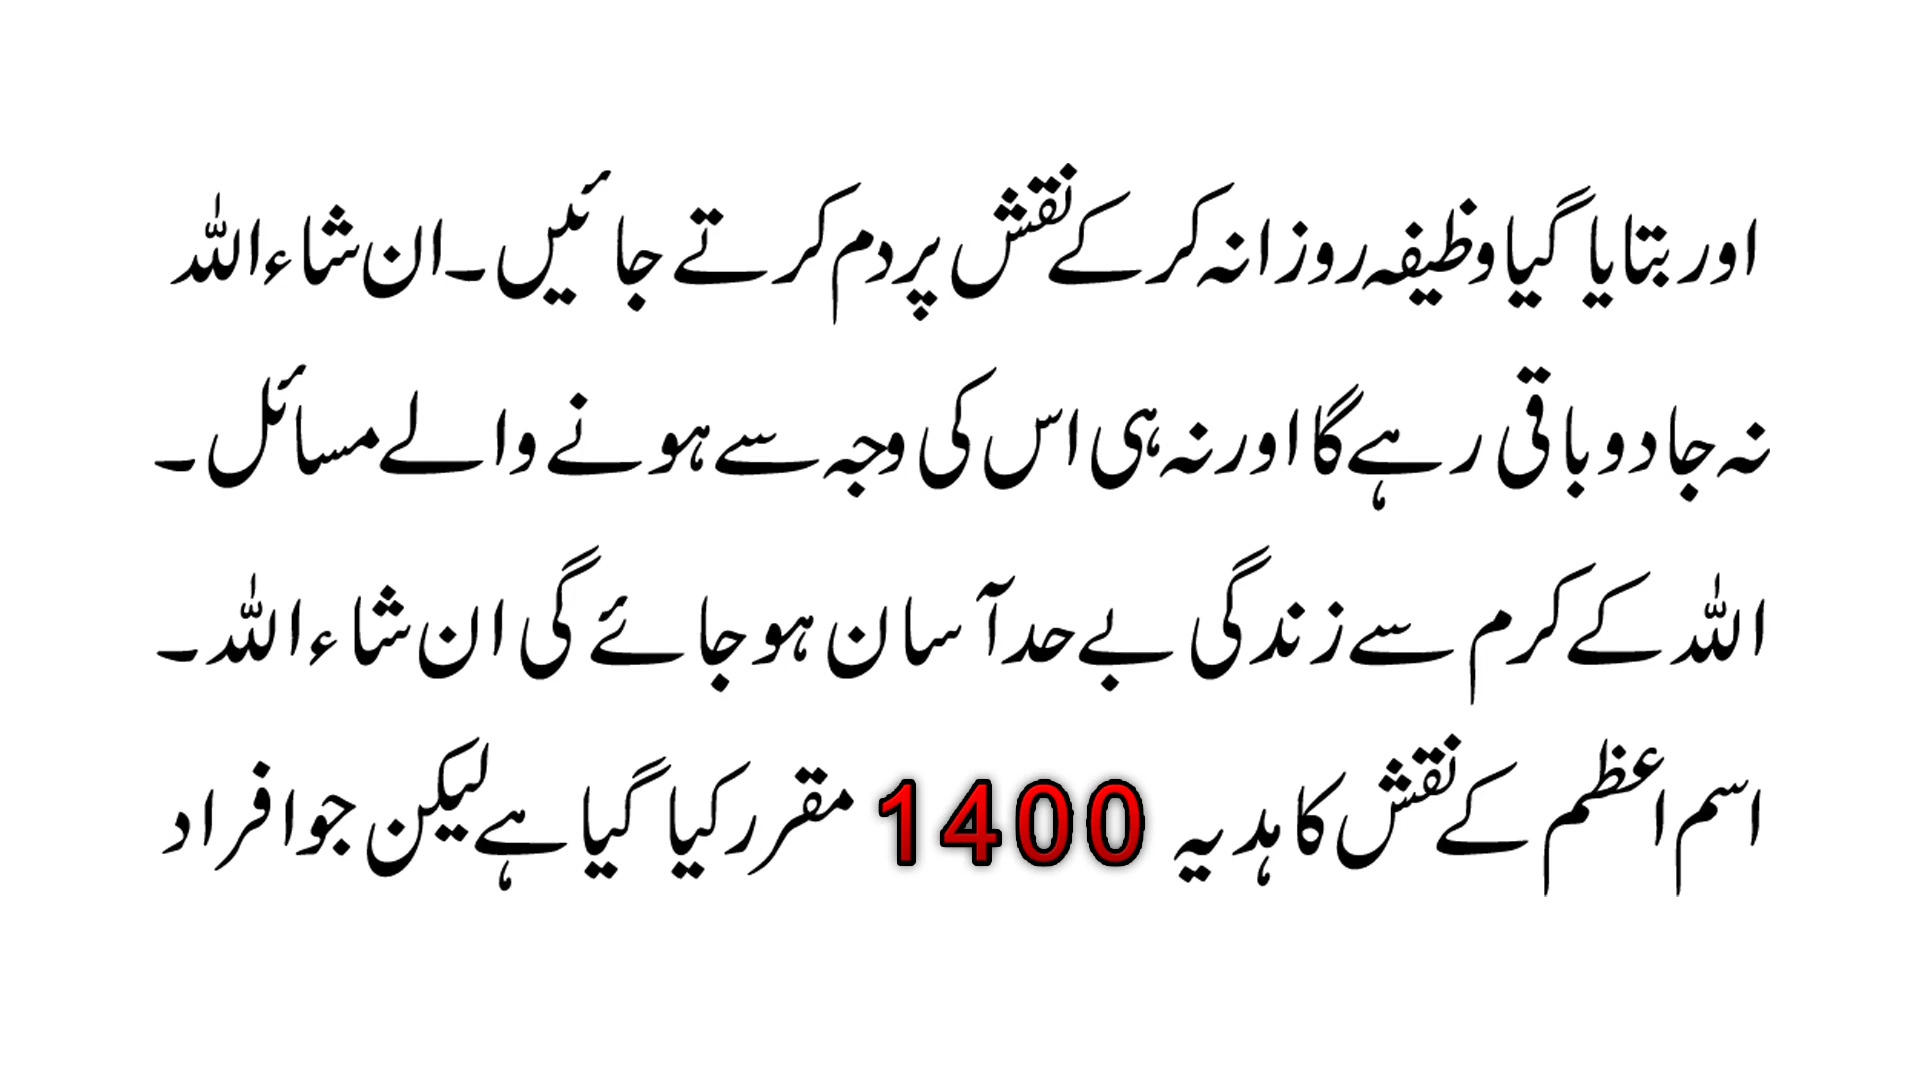 اور بتایا گیا وظیفہ روزانہ کر کے نقش پر دم کرتے جائیں۔ ان شاء اللہ
نہ جادو باقی رہے گا اور نہ ہی اس کی وجہ سے ہونے والے مسائل۔
اللہ کے کرم سے زندگی بے حد آسان ہو جائے گی ان شاء اللہ۔
اسم اعظم کے نقش کا ہدیہ 1400 مقرر کیا گیا ہے لیکن جو افراد